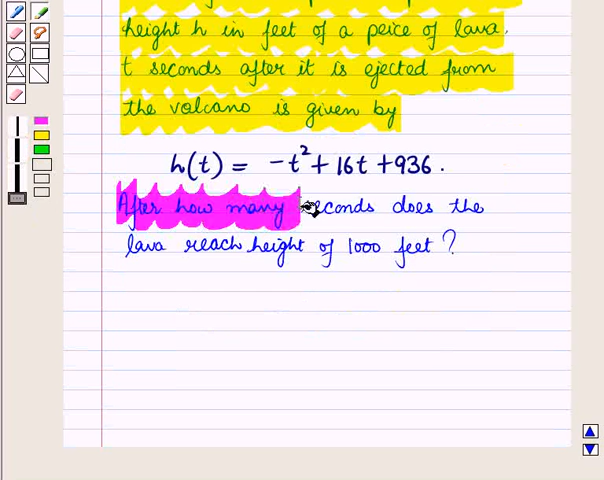 height h in feet of a peice of lava,
t seconds after it is ejected from
the volcano is given by
h(t) = -t² + 16t + 936.
After how many seconds does the
lava reach height of 1000 feet?